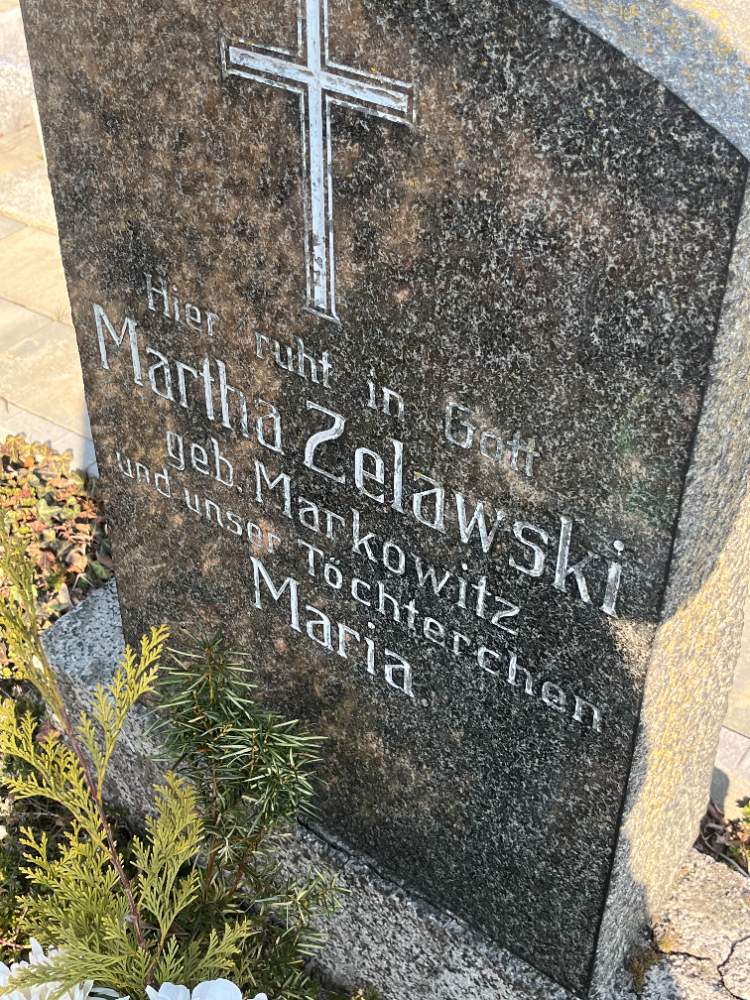 Hier ruht in Gott
Martha Zelawski
geb. Markowitz
und unser Töchterchen
Maria